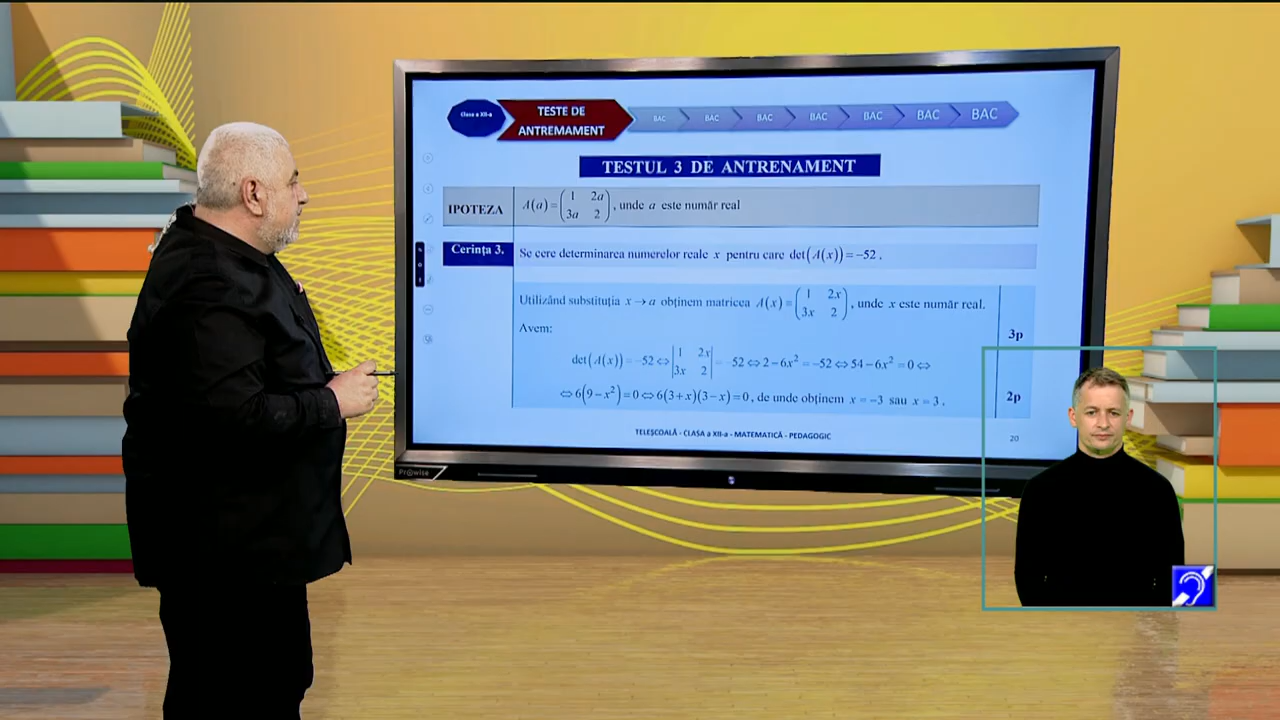 Clasa a XII-a
TESTE DE
ANTREMAMENT
BAC BAC BAC BAC BAC BAC BAC
TESTUL 3 DE ANTRENAMENT
IPOTEZA
A(a) = (1 2a; 3a 2), unde a este număr real
Cerința 3.
Se cere determinarea numerelor reale x pentru care det(A(x)) = −52.
Utilizând substituția x → a obținem matricea A(x) = (1 2x; 3x 2), unde x este număr real.
Avem:
3p
det(A(x)) = −52 ⇔ |1 2x; 3x 2| = −52 ⇔ 2 − 6x² = −52 ⇔ 54 − 6x² = 0 ⇔
⇔ 6(9 − x²) = 0 ⇔ 6(3 + x)(3 − x) = 0, de unde obținem x = −3 sau x = 3.
2p
TELEȘCOALĂ - CLASA a XII-a - MATEMATICĂ - PEDAGOGIC
20
Prowise